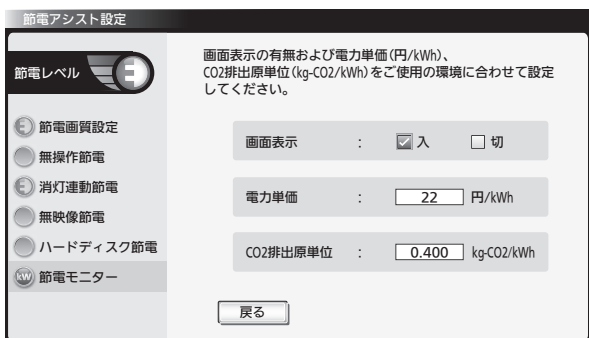 節電アシスト設定
節電レベル
画面表示の有無および電力単価(円/kWh)、
CO2排出原単位(kg-CO2/kWh)をご使用の環境に合わせて設定
してください。
節電画質設定
無操作節電
消灯連動節電
無映像節電
ハードディスク節電
kW 節電モニター
画面表示 : 入 切
電力単価 : 22 円/kWh
CO2排出原単位 : 0.400 kg-CO2/kWh
戻る